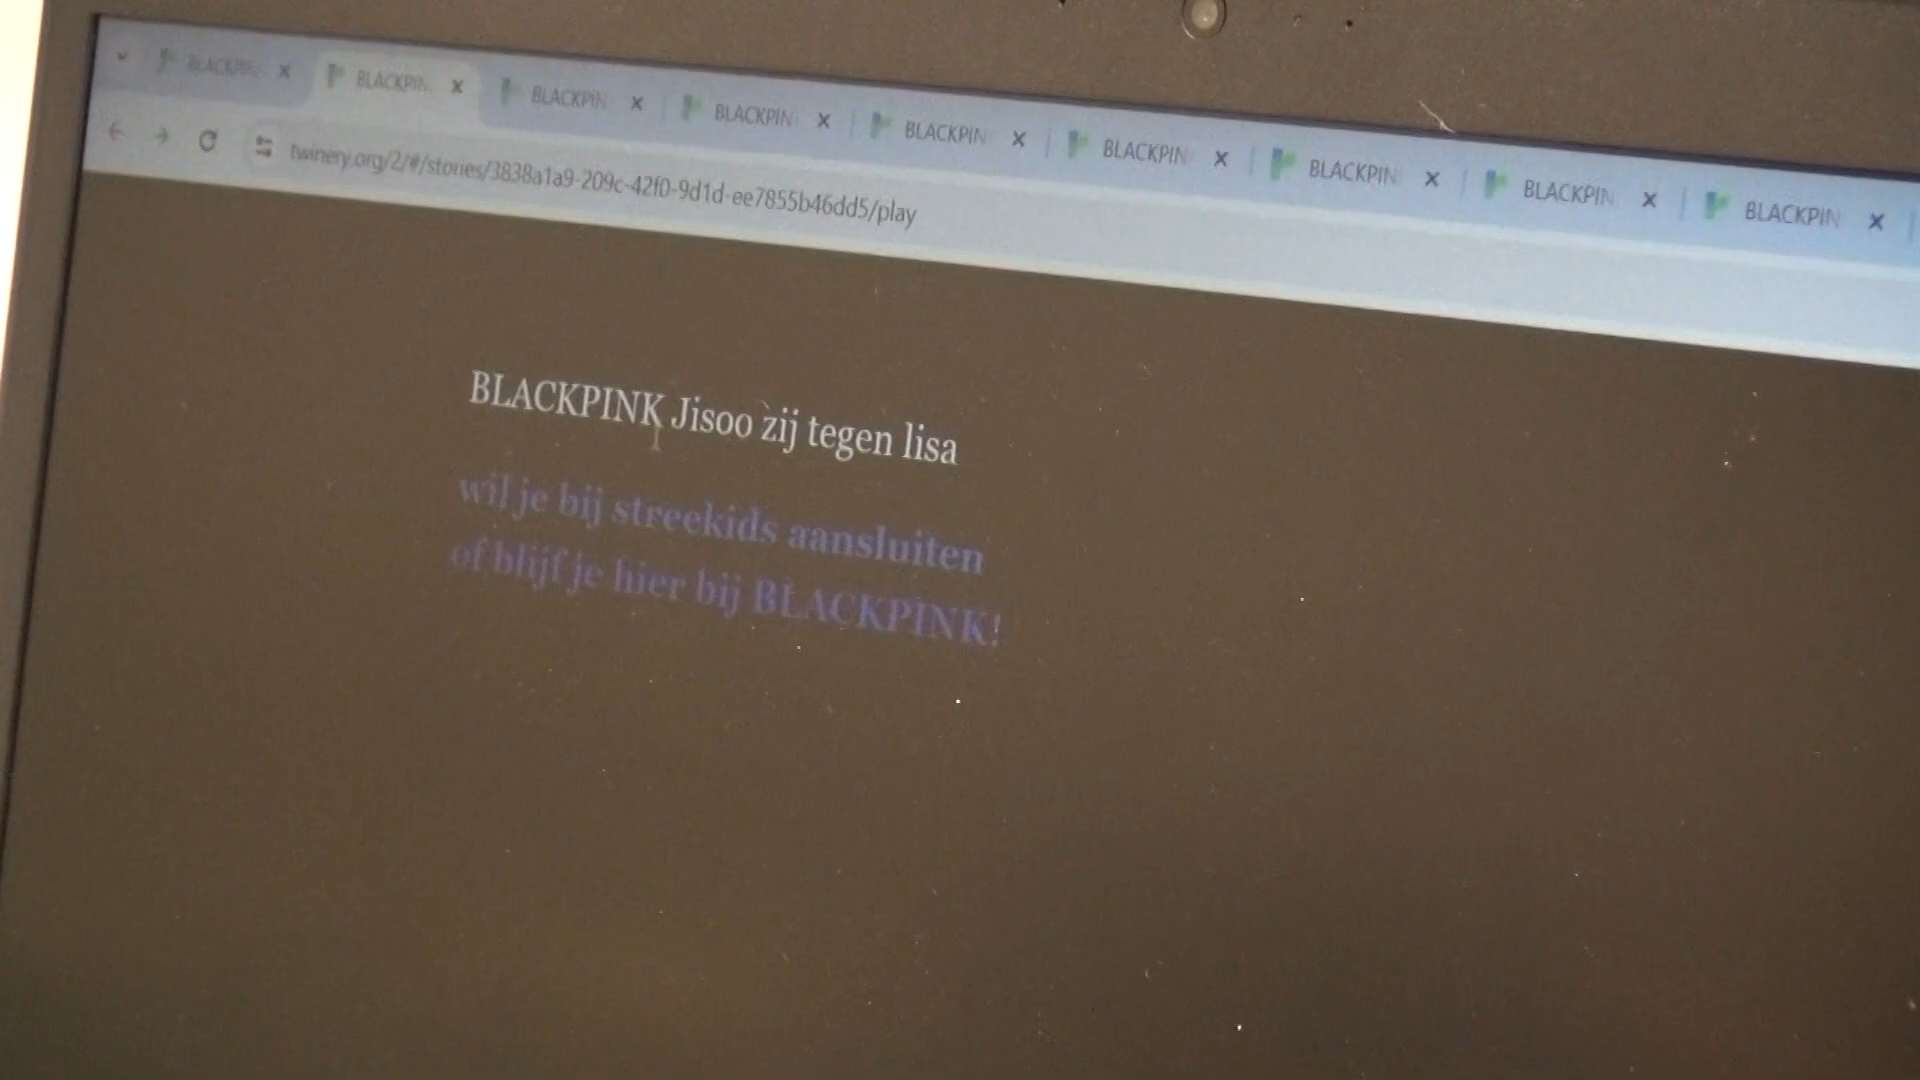 BLACKPIN BLACKPIN BLACKPIN BLACKPIN BLACKPIN BLACKPIN BLACKPIN BLACKPIN BLACKPIN
twinery.org/2/#/stories/3838a1a9-209c-42f0-9d1d-ee7855b46dd5/play
BLACKPINK Jisoo zij tegen lisa
wil je bij streekids aansluiten
of blijf je hier bij BLACKPINK!